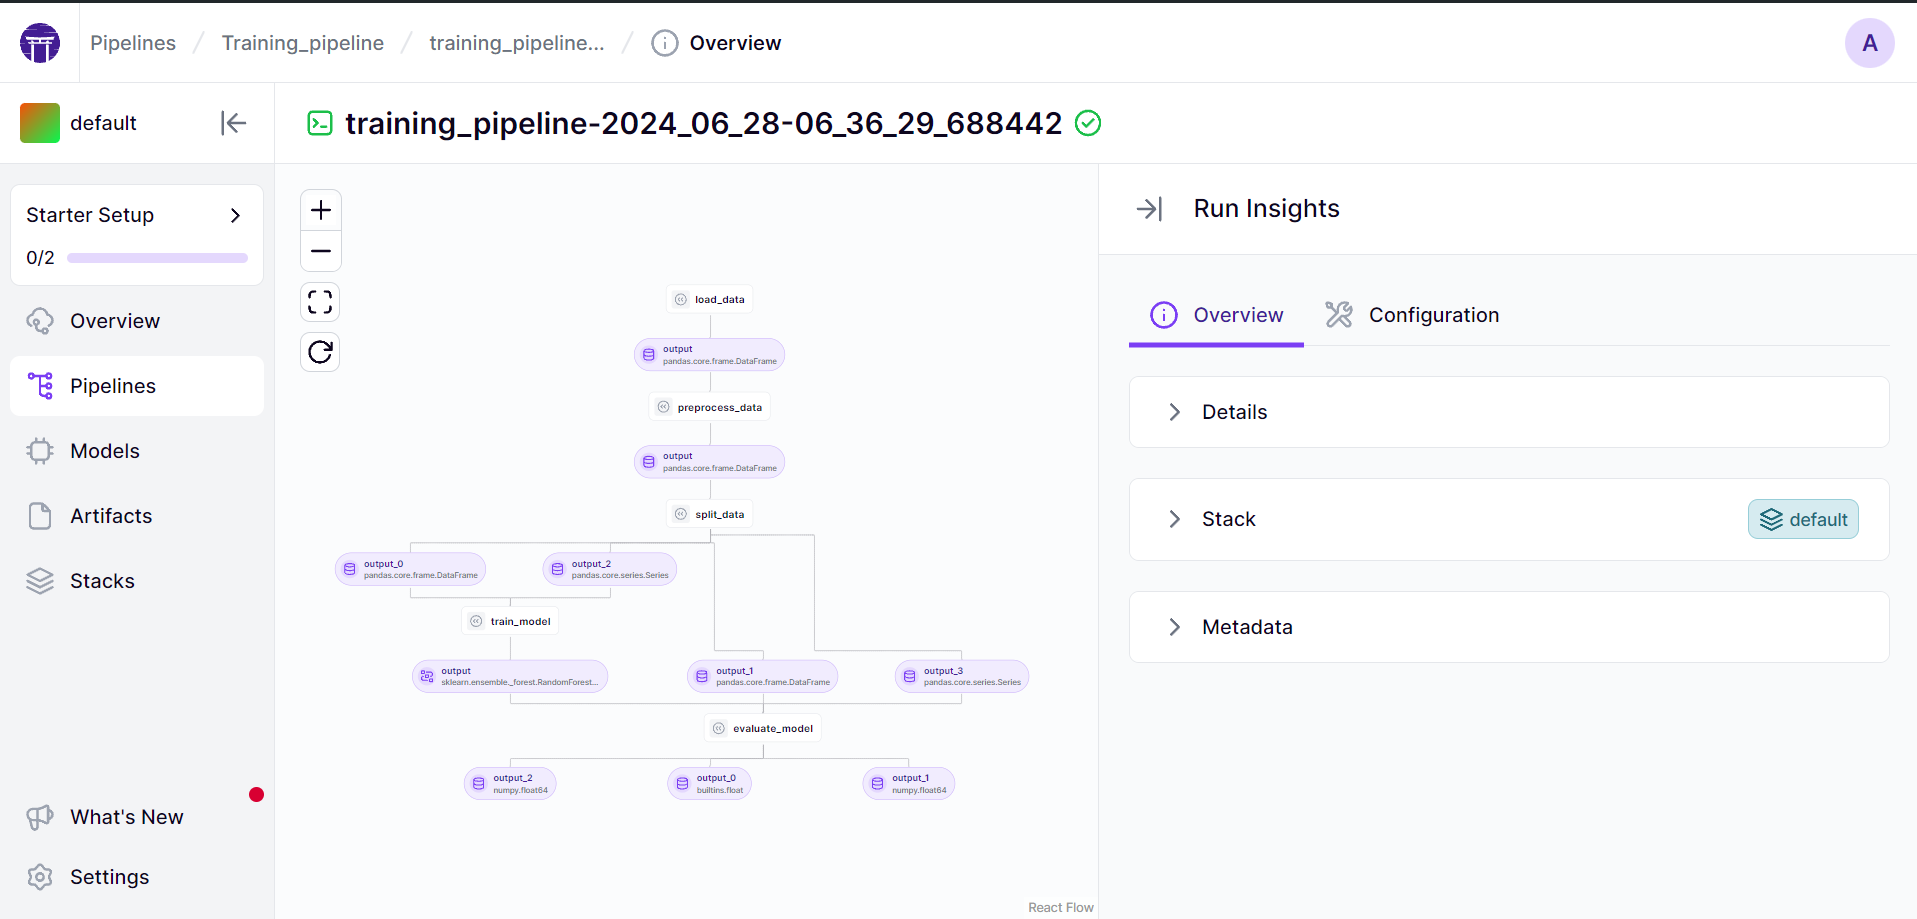 Pipelines / Training_pipeline / training_pipeline... / Overview
A
default
training_pipeline-2024_06_28-06_36_29_688442
Starter Setup
0/2
Overview
Pipelines
Models
Artifacts
Stacks
What's New
Settings
load_data
output
pandas.core.frame.DataFrame
preprocess_data
output
pandas.core.frame.DataFrame
split_data
output_0
pandas.core.frame.DataFrame
output_2
pandas.core.series.Series
train_model
output
sklearn.ensemble._forest.RandomForest...
output_1
pandas.core.frame.DataFrame
output_3
pandas.core.series.Series
evaluate_model
output_2
numpy.float64
output_0
builtins.float
output_1
numpy.float64
React Flow
Run Insights
Overview
Configuration
Details
Stack
default
Metadata